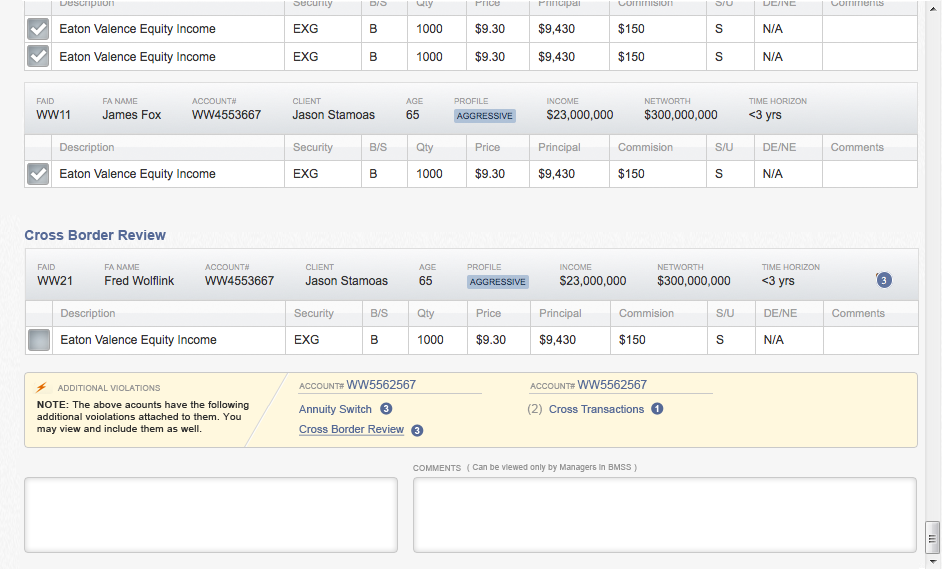 Description Security B/S Qty Price Principal Commision S/U DE/NE Comments
Eaton Valence Equity Income EXG B 1000 $9.30 $9,430 $150 S N/A
Eaton Valence Equity Income EXG B 1000 $9.30 $9,430 $150 S N/A
FAID FA NAME ACCOUNT# CLIENT AGE PROFILE INCOME NETWORTH TIME HORIZON
WW11 James Fox WW4553667 Jason Stamoas 65 AGGRESSIVE $23,000,000 $300,000,000 <3 yrs
Description Security B/S Qty Price Principal Commision S/U DE/NE Comments
Eaton Valence Equity Income EXG B 1000 $9.30 $9,430 $150 S N/A
Cross Border Review
FAID FA NAME ACCOUNT# CLIENT AGE PROFILE INCOME NETWORTH TIME HORIZON
WW21 Fred Wolflink WW4553667 Jason Stamoas 65 AGGRESSIVE $23,000,000 $300,000,000 <3 yrs 3
Description Security B/S Qty Price Principal Commision S/U DE/NE Comments
Eaton Valence Equity Income EXG B 1000 $9.30 $9,430 $150 S N/A
ADDITIONAL VIOLATIONS
NOTE: The above acounts have the following
additional voiolations attached to them. You
may view and include them as well.
ACCOUNT# WW5562567
Annuity Switch 3
Cross Border Review 3
ACCOUNT# WW5562567
(2) Cross Transactions 1
COMMENTS ( Can be viewed only by Managers in BMSS )